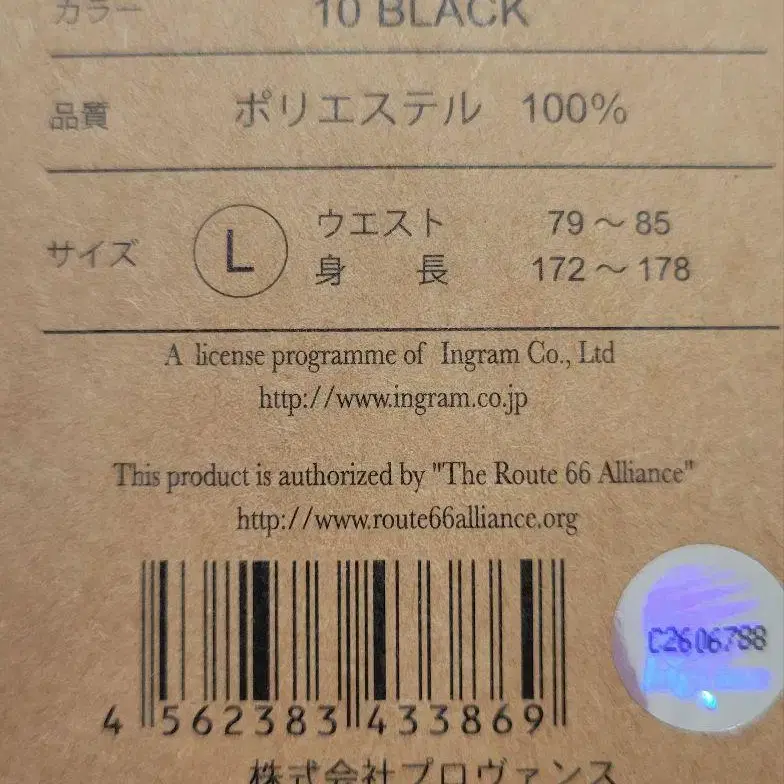 カラー 10 BLACK
品質 ポリエステル 100%
サイズ L ウエスト 79～85
身長 172～178
A license programme of Ingram Co., Ltd
http://www.ingram.co.jp
This product is authorized by "The Route 66 Alliance"
http://www.route66alliance.org
C2606788
4 562383 433869
株式会社プロヴァンス